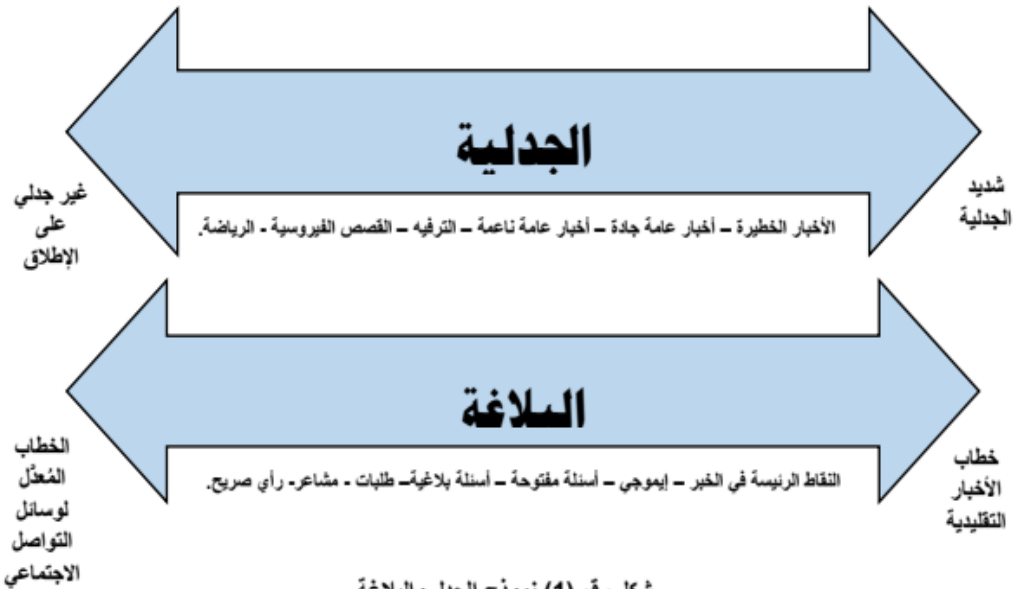 الجدلية
شديد
الجدلية
غير جدلي
على
الإطلاق
الأخبار الخطيرة – أخبار عامة جادة – أخبار عامة ناعمة – الترفيه – القصص الفيروسية - الرياضة.
البلاغة
خطاب
الأخبار
التقليدية
الخطاب
المُعدَّل
لوسائل
التواصل
الاجتماعي
النقاط الرئيسة في الخبر – إيموجي – أسئلة مفتوحة – أسئلة بلاغية– طلبات - مشاعر- رأي صريح.